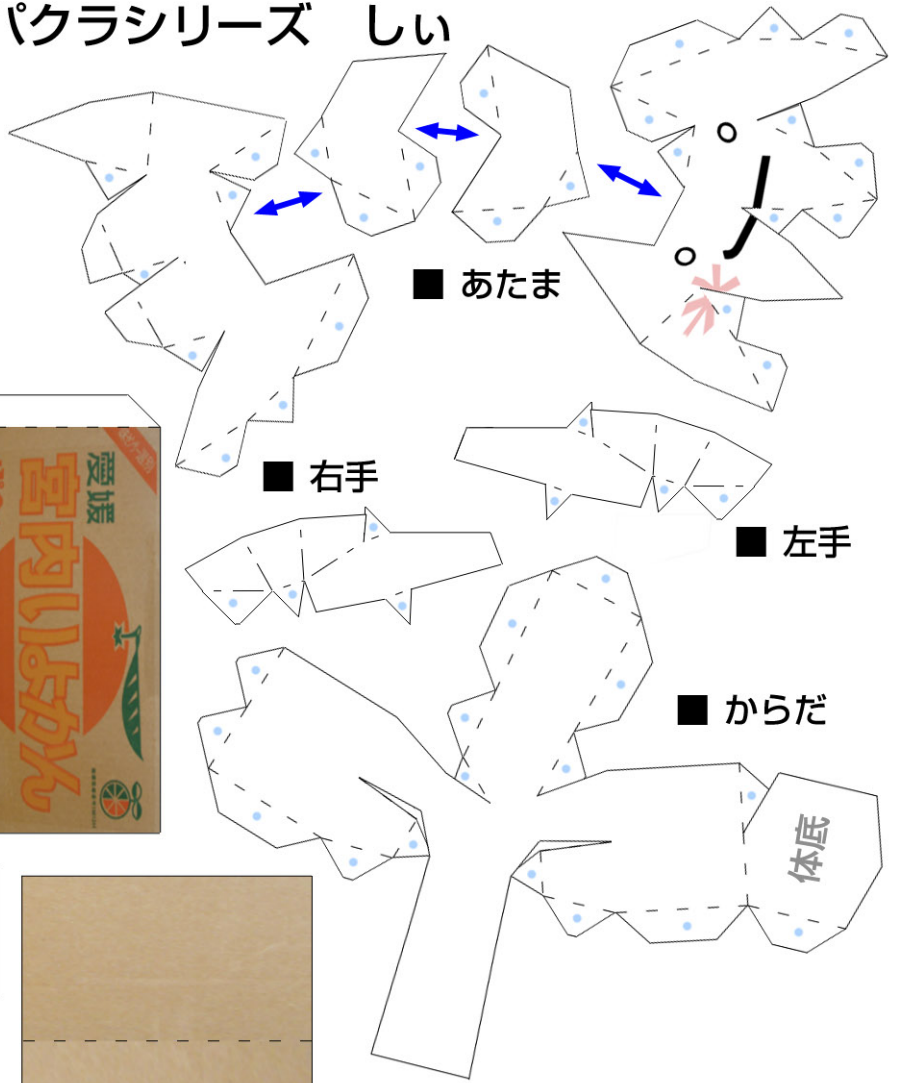 パクラシリーズ　しぃ
■ あたま
■ 右手
■ 左手
■ からだ
体底
愛媛
宮内いよかん